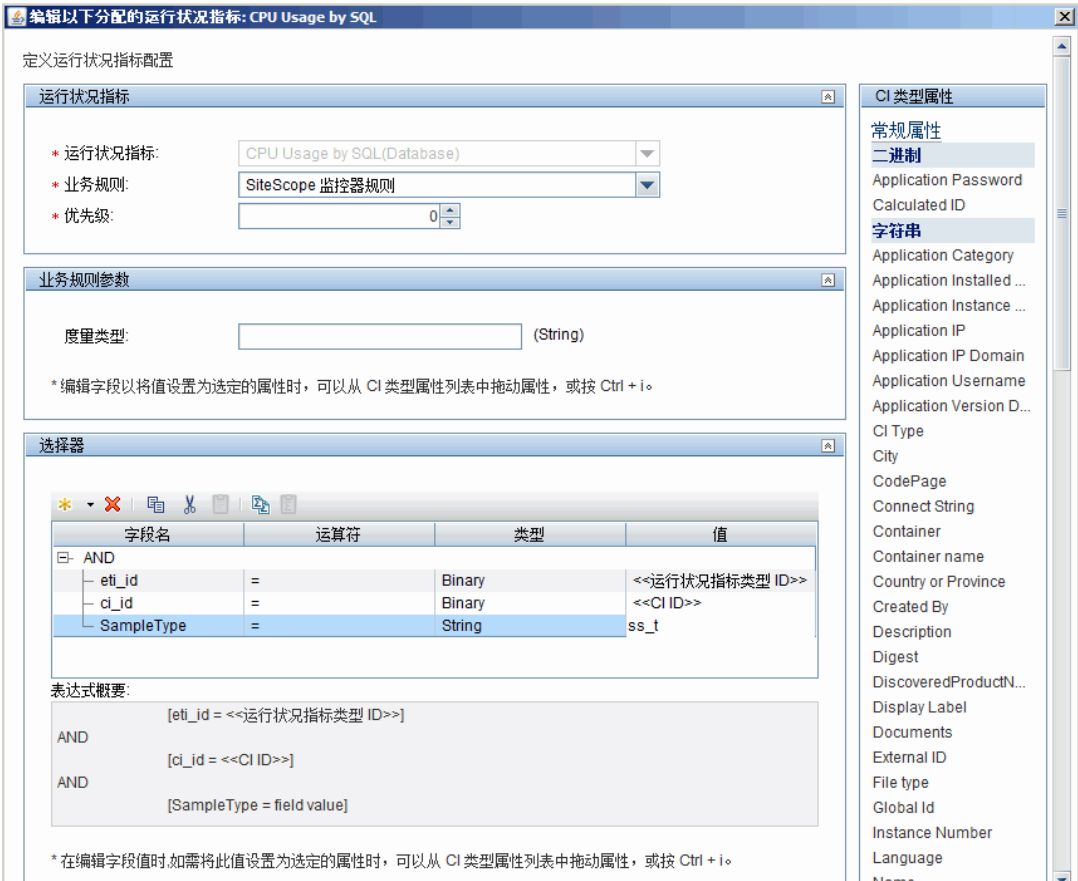 编辑以下分配的运行状况指标: CPU Usage by SQL
定义运行状况指标配置
运行状况指标
* 运行状况指标: CPU Usage by SQL(Database)
* 业务规则: SiteScope 监控器规则
* 优先级: 0
业务规则参数
度量类型: (String)
* 编辑字段以将值设置为选定的属性时，可以从 CI 类型属性列表中拖动属性，或按 Ctrl + i。
选择器
字段名 运算符 类型 值
AND
eti_id = Binary <<运行状况指标类型 ID>>
ci_id = Binary <<CI ID>>
SampleType = String ss_t
表达式概要:
[eti_id = <<运行状况指标类型 ID>>]
AND
[ci_id = <<CI ID>>]
AND
[SampleType = field value]
* 在编辑字段值时,如需将此值设置为选定的属性时，可以从 CI 类型属性列表中拖动属性，或按 Ctrl + i。
CI 类型属性
常规属性
二进制
Application Password
Calculated ID
字符串
Application Category
Application Installed ...
Application Instance ...
Application IP
Application IP Domain
Application Username
Application Version D...
CI Type
City
CodePage
Connect String
Container
Container name
Country or Province
Created By
Description
Digest
DiscoveredProductN...
Display Label
Documents
External ID
File type
Global Id
Instance Number
Language